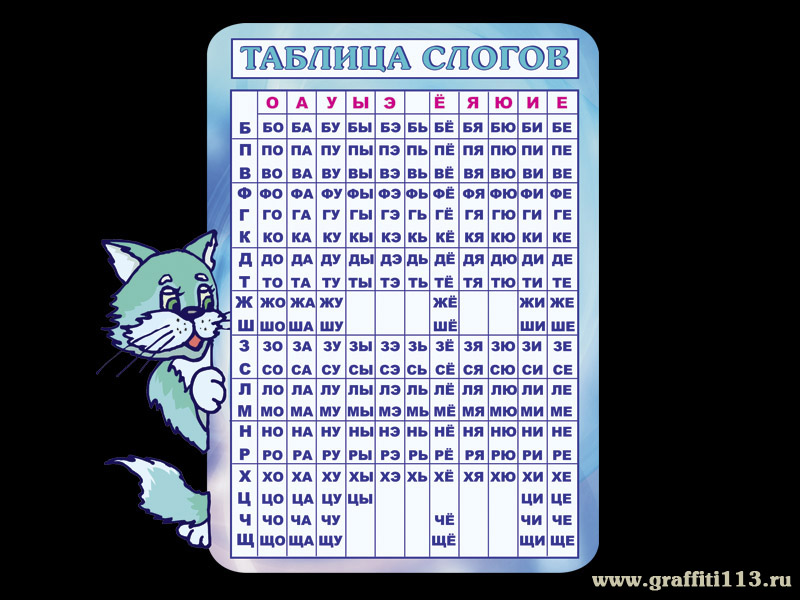 ТАБЛИЦА СЛОГОВ
О А У Ы Э Ё Я Ю И Е
Б БО БА БУ БЫ БЭ БЬ БЁ БЯ БЮ БИ БЕ
П ПО ПА ПУ ПЫ ПЭ ПЬ ПЁ ПЯ ПЮ ПИ ПЕ
В ВО ВА ВУ ВЫ ВЭ ВЬ ВЁ ВЯ ВЮ ВИ ВЕ
Ф ФО ФА ФУ ФЫ ФЭ ФЬ ФЁ ФЯ ФЮ ФИ ФЕ
Г ГО ГА ГУ ГЫ ГЭ ГЬ ГЁ ГЯ ГЮ ГИ ГЕ
К КО КА КУ КЫ КЭ КЬ КЁ КЯ КЮ КИ КЕ
Д ДО ДА ДУ ДЫ ДЭ ДЬ ДЁ ДЯ ДЮ ДИ ДЕ
Т ТО ТА ТУ ТЫ ТЭ ТЬ ТЁ ТЯ ТЮ ТИ ТЕ
Ж ЖО ЖА ЖУ ЖЁ ЖИ ЖЕ
Ш ШО ША ШУ ШЁ ШИ ШЕ
З ЗО ЗА ЗУ ЗЫ ЗЭ ЗЬ ЗЁ ЗЯ ЗЮ ЗИ ЗЕ
С СО СА СУ СЫ СЭ СЬ СЁ СЯ СЮ СИ СЕ
Л ЛО ЛА ЛУ ЛЫ ЛЭ ЛЬ ЛЁ ЛЯ ЛЮ ЛИ ЛЕ
М МО МА МУ МЫ МЭ МЬ МЁ МЯ МЮ МИ МЕ
Н НО НА НУ НЫ НЭ НЬ НЁ НЯ НЮ НИ НЕ
Р РО РА РУ РЫ РЭ РЬ РЁ РЯ РЮ РИ РЕ
Х ХО ХА ХУ ХЫ ХЭ ХЬ ХЁ ХЯ ХЮ ХИ ХЕ
Ц ЦО ЦА ЦУ ЦЫ ЦИ ЦЕ
Ч ЧО ЧА ЧУ ЧЁ ЧИ ЧЕ
Щ ЩО ЩА ЩУ ЩЁ ЩИ ЩЕ
www.graffiti113.ru